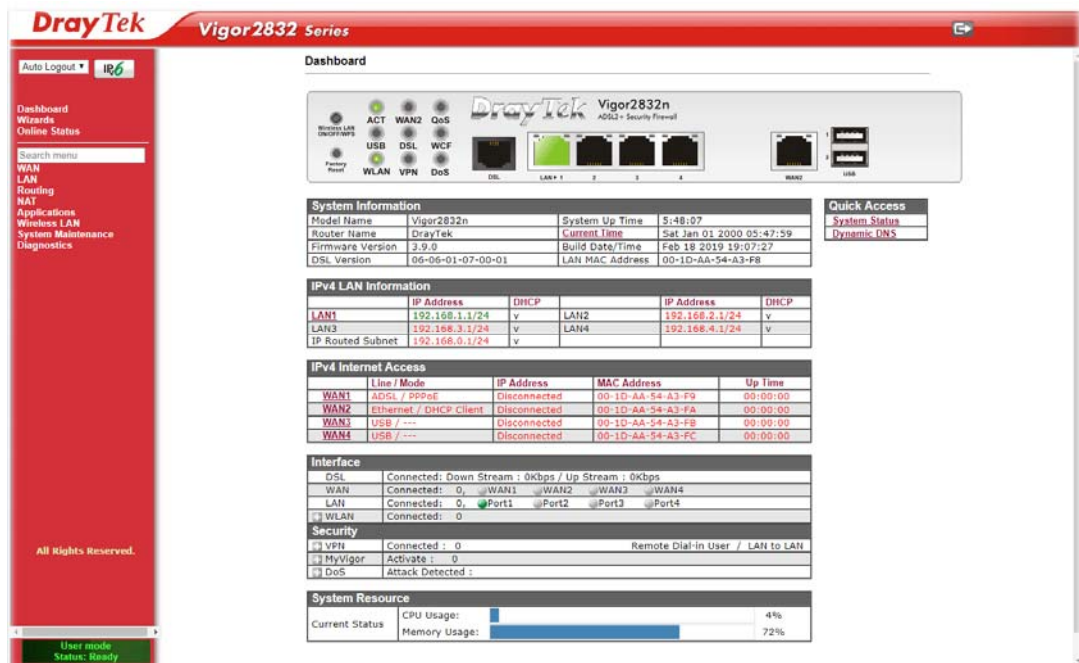 DrayTek Vigor2832 Series
Auto Logout IPv6
Dashboard
Wizards
Online Status
Search menu
WAN
LAN
Routing
NAT
Applications
Wireless LAN
System Maintenance
Diagnostics
All Rights Reserved.
User mode
Status: Ready
Dashboard
Wireless LAN
ON/OFF/WPS
Factory
Reset
ACT WAN2 QoS
USB DSL WCF
WLAN VPN DoS
DrayTek Vigor2832n
ADSL2+ Security Firewall
DSL LAN 1 2 3 4 WAN2 1 2 USB
System Information
Model Name Vigor2832n System Up Time 5:48:07
Router Name DrayTek Current Time Sat Jan 01 2000 05:47:59
Firmware Version 3.9.0 Build Date/Time Feb 18 2019 19:07:27
DSL Version 06-06-01-07-00-01 LAN MAC Address 00-1D-AA-54-A3-F8
Quick Access
System Status
Dynamic DNS
IPv4 LAN Information
IP Address DHCP IP Address DHCP
LAN1 192.168.1.1/24 v LAN2 192.168.2.1/24 v
LAN3 192.168.3.1/24 v LAN4 192.168.4.1/24 v
IP Routed Subnet 192.168.0.1/24 v
IPv4 Internet Access
Line / Mode IP Address MAC Address Up Time
WAN1 ADSL / PPPoE Disconnected 00-1D-AA-54-A3-F9 00:00:00
WAN2 Ethernet / DHCP Client Disconnected 00-1D-AA-54-A3-FA 00:00:00
WAN3 USB / --- Disconnected 00-1D-AA-54-A3-FB 00:00:00
WAN4 USB / --- Disconnected 00-1D-AA-54-A3-FC 00:00:00
Interface
DSL Connected: Down Stream : 0Kbps / Up Stream : 0Kbps
WAN Connected: 0, WAN1 WAN2 WAN3 WAN4
LAN Connected: 0, Port1 Port2 Port3 Port4
WLAN Connected: 0
Security
VPN Connected : 0 Remote Dial-in User / LAN to LAN
MyVigor Activate : 0
DoS Attack Detected :
System Resource
Current Status
CPU Usage: 4%
Memory Usage: 72%